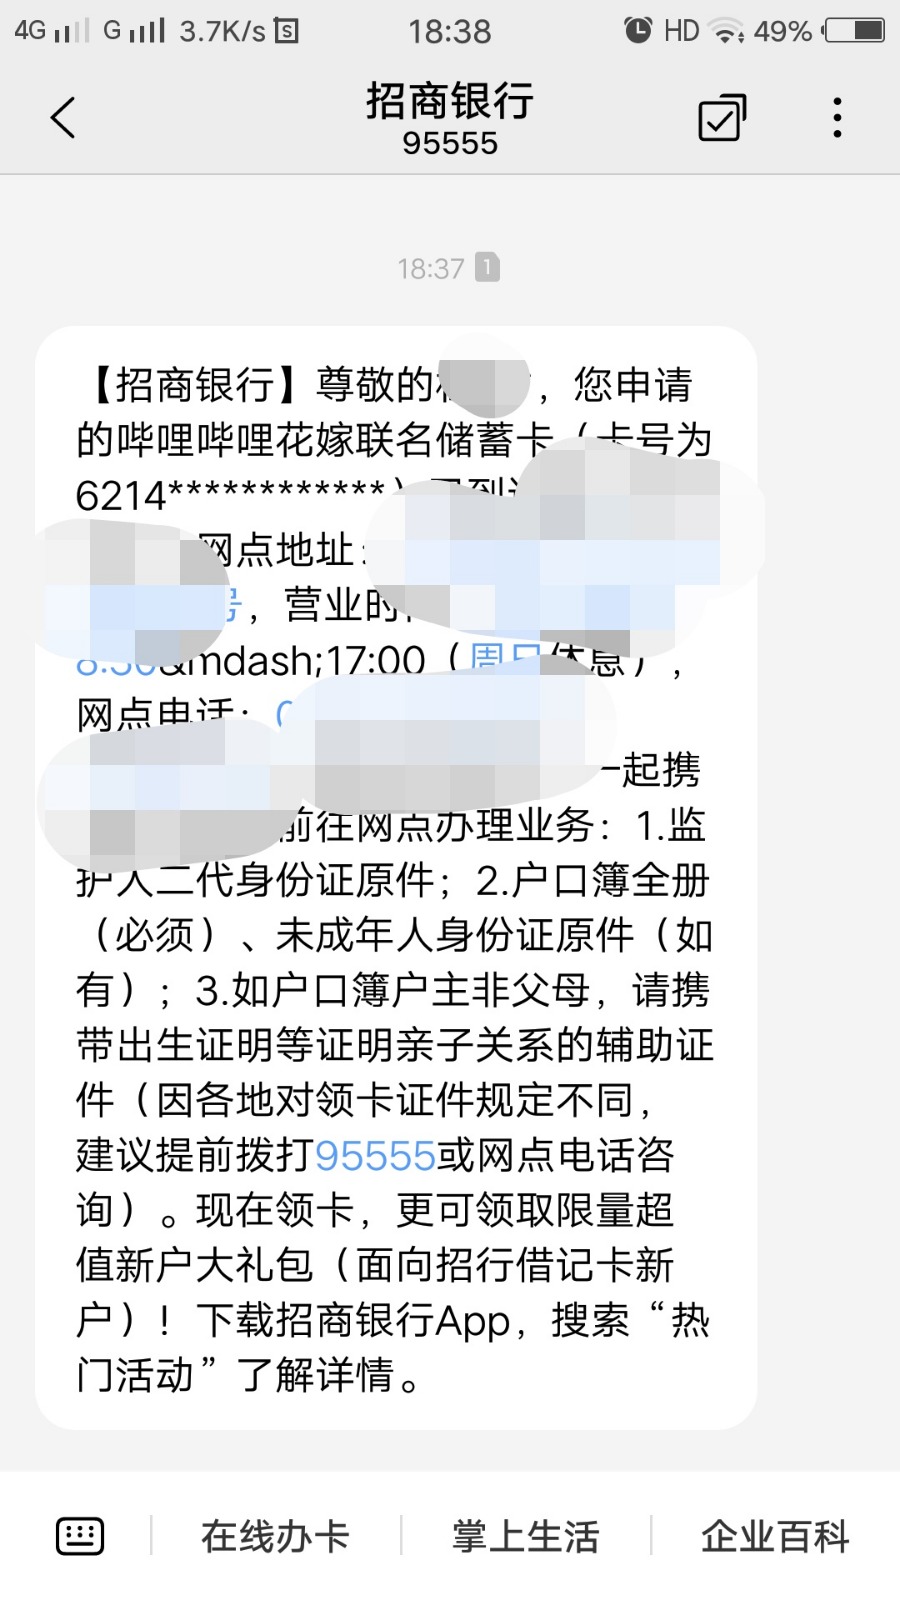 4G G 3.7K/s S 18:38 HD 49%
招商银行
95555
18:37 1
【招商银行】尊敬的 ，您申请
的哔哩哔哩花嫁联名储蓄卡（卡号为
6214************）已到
网点地址：
号，营业时
8:30&mdash;17:00（周日休息），
网点电话：
一起携
前往网点办理业务：1.监
护人二代身份证原件；2.户口簿全册
（必须）、未成年人身份证原件（如
有）；3.如户口簿户主非父母，请携
带出生证明等证明亲子关系的辅助证
件（因各地对领卡证件规定不同，
建议提前拨打95555或网点电话咨
询）。现在领卡，更可领取限量超
值新户大礼包（面向招行借记卡新
户）！下载招商银行App，搜索“热
门活动”了解详情。
在线办卡 掌上生活 企业百科